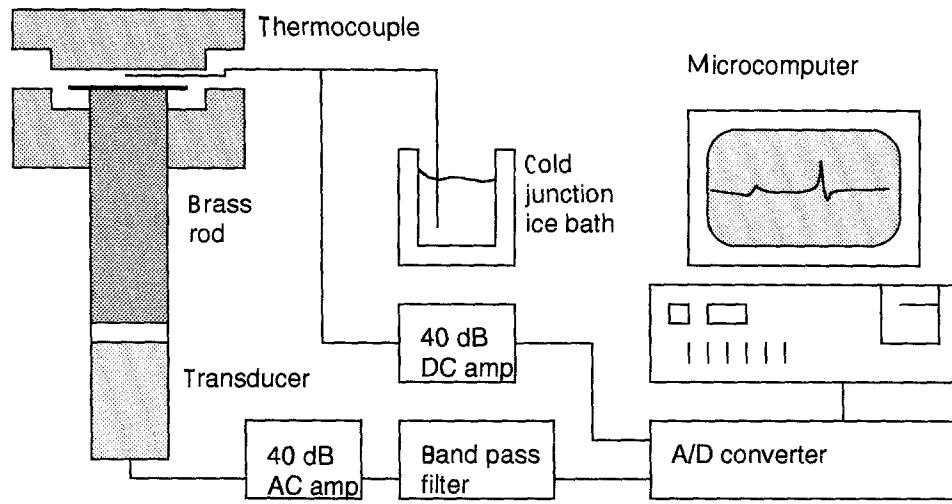 Thermocouple
Microcomputer
Cold
junction
ice bath
Brass
rod
40 dB
DC amp
Transducer
40 dB
AC amp
Band pass
filter
A/D converter